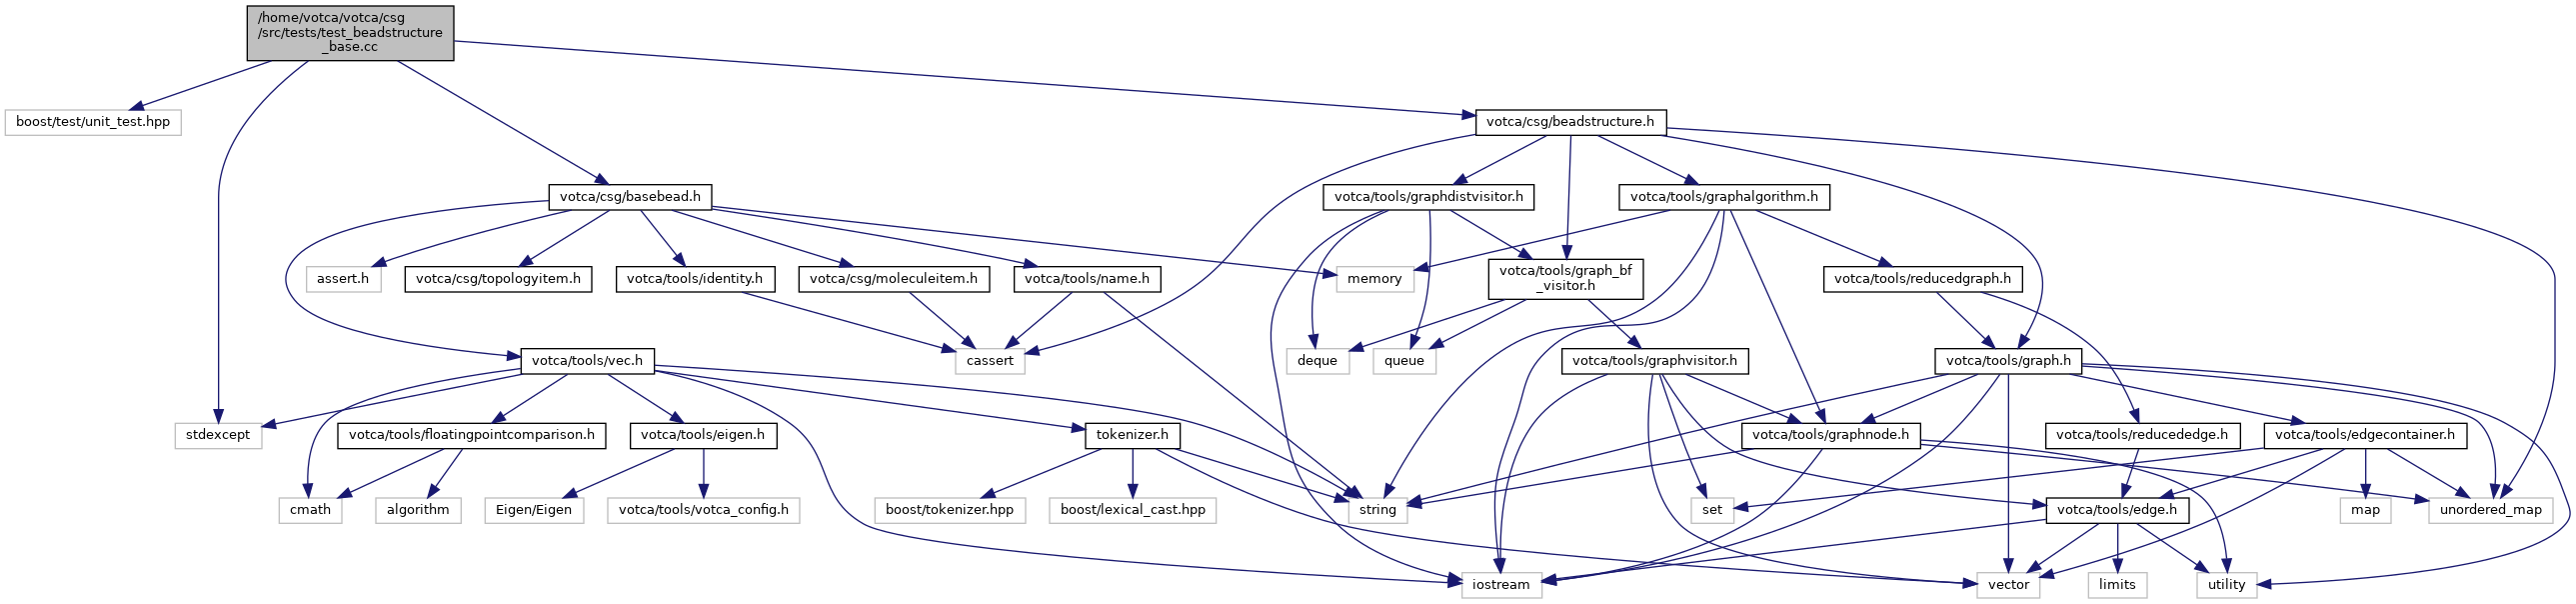 /home/votca/votca/csg
/src/tests/test_beadstructure
_base.cc
boost/test/unit_test.hpp
votca/csg/beadstructure.h
votca/csg/basebead.h
votca/tools/graphdistvisitor.h
votca/tools/graphalgorithm.h
assert.h
votca/csg/topologyitem.h
votca/tools/identity.h
votca/csg/moleculeitem.h
votca/tools/name.h
memory
votca/tools/graph_bf
_visitor.h
votca/tools/reducedgraph.h
votca/tools/vec.h
cassert
deque
queue
votca/tools/graphvisitor.h
votca/tools/graph.h
stdexcept
votca/tools/floatingpointcomparison.h
votca/tools/eigen.h
tokenizer.h
votca/tools/graphnode.h
votca/tools/reducededge.h
votca/tools/edgecontainer.h
cmath
algorithm
Eigen/Eigen
votca/tools/votca_config.h
boost/tokenizer.hpp
boost/lexical_cast.hpp
string
set
votca/tools/edge.h
map
unordered_map
iostream
vector
limits
utility